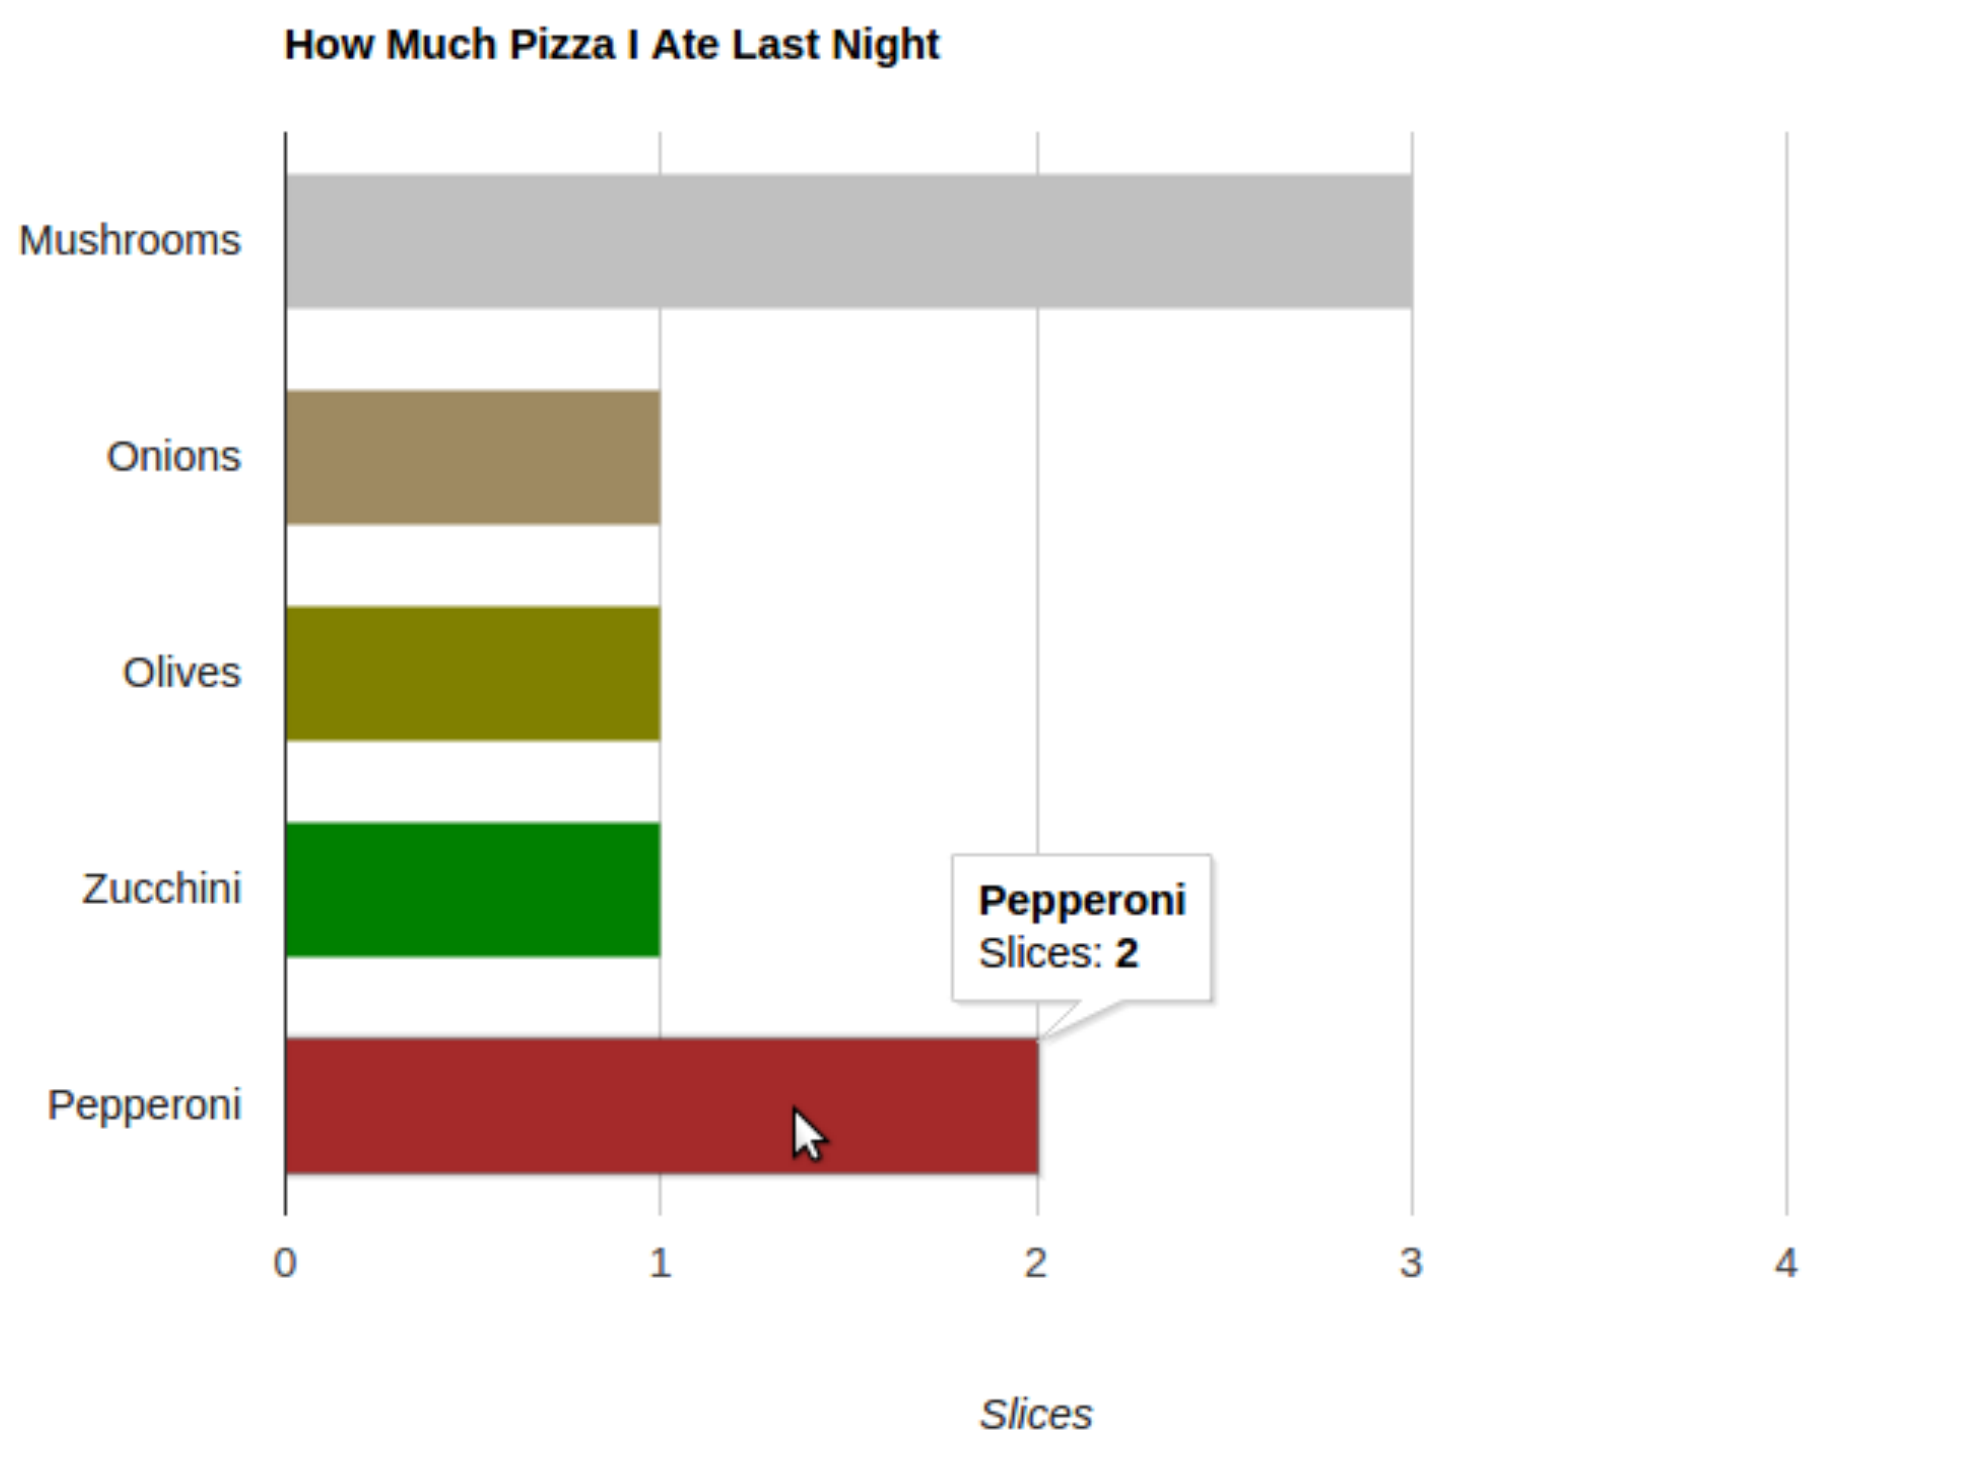 How Much Pizza I Ate Last Night
Mushrooms
Onions
Olives
Zucchini
Pepperoni
Slices: 2
Pepperoni
0 1 2 3 4
Slices